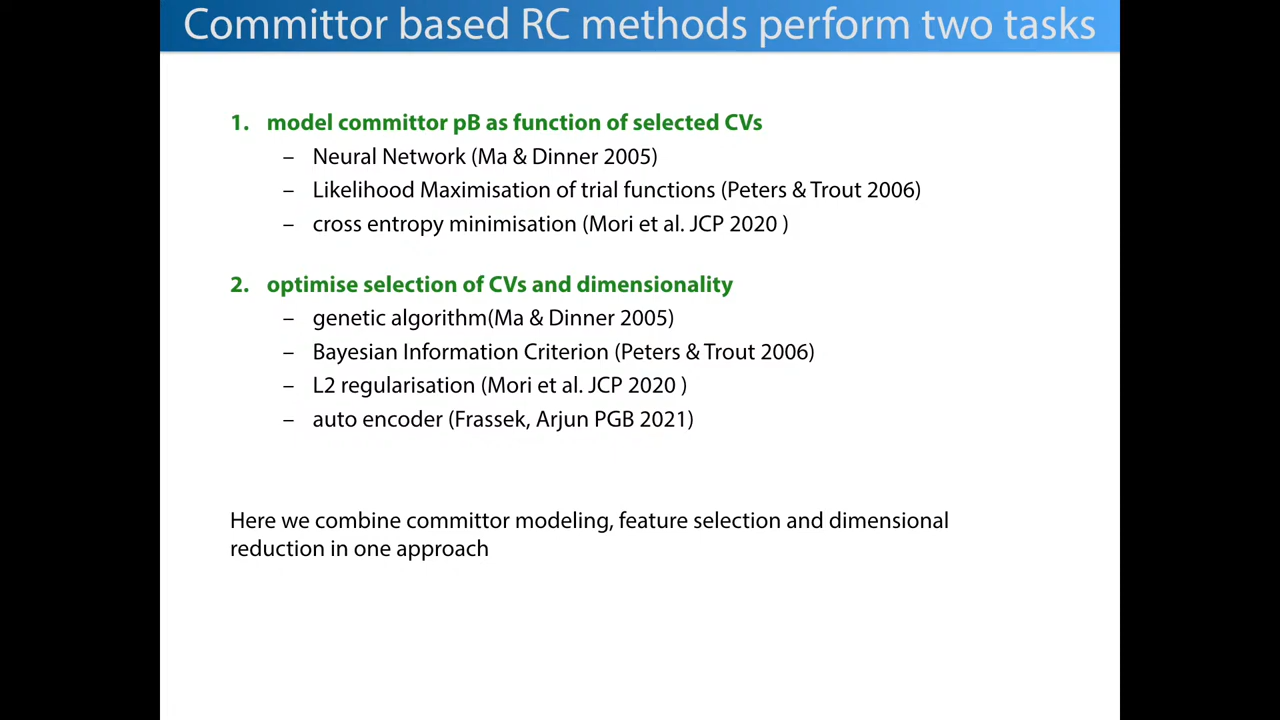 Committor based RC methods perform two tasks
1. model committor pB as function of selected CVs
– Neural Network (Ma & Dinner 2005)
– Likelihood Maximisation of trial functions (Peters & Trout 2006)
– cross entropy minimisation (Mori et al. JCP 2020 )
2. optimise selection of CVs and dimensionality
– genetic algorithm(Ma & Dinner 2005)
– Bayesian Information Criterion (Peters & Trout 2006)
– L2 regularisation (Mori et al. JCP 2020 )
– auto encoder (Frassek, Arjun PGB 2021)
Here we combine committor modeling, feature selection and dimensional
reduction in one approach